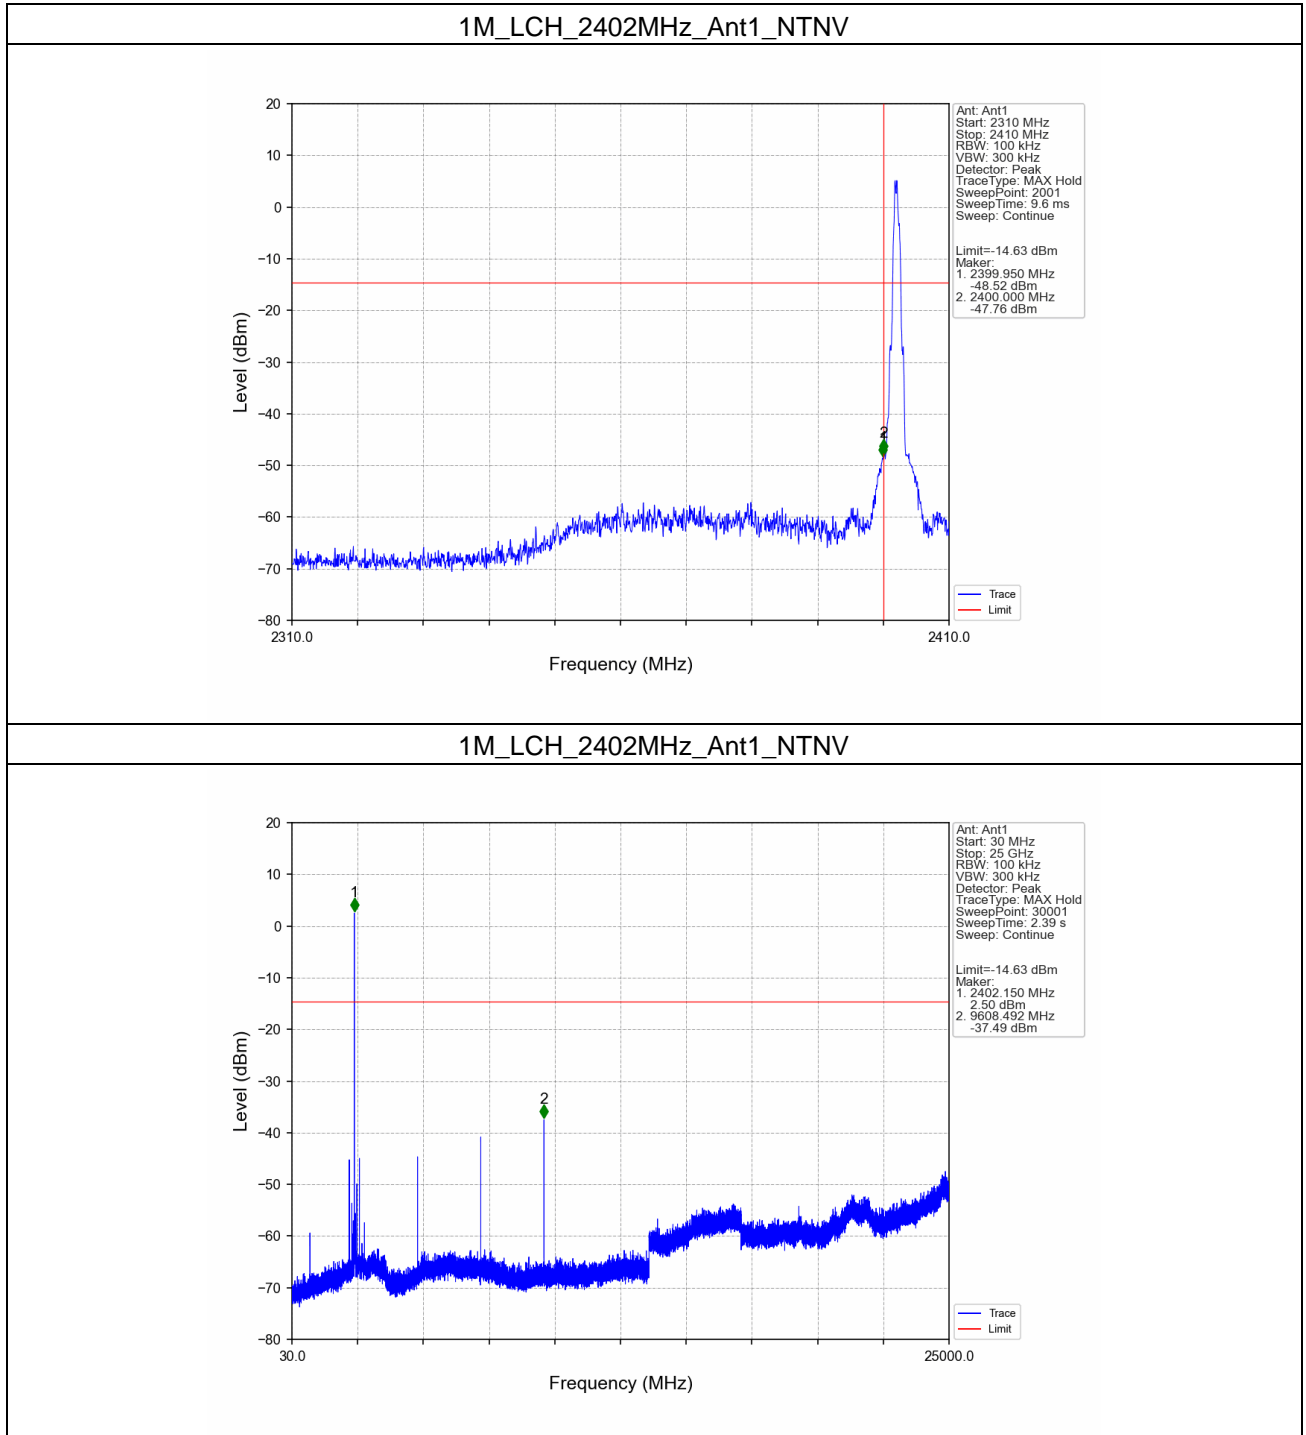 1M_LCH_2402MHz_Ant1_NTNV
20
10
0
−10
−20
−30
−40
−50
−60
−70
−80
Level (dBm)
2
2310.0
2410.0
Frequency (MHz)
Ant: Ant1
Start: 2310 MHz
Stop: 2410 MHz
RBW: 100 kHz
VBW: 300 kHz
Detector: Peak
TraceType: MAX Hold
SweepPoint: 2001
SweepTime: 9.6 ms
Sweep: Continue
Limit=-14.63 dBm
Maker:
1. 2399.950 MHz
-48.52 dBm
2. 2400.000 MHz
-47.76 dBm
Trace
Limit
1M_LCH_2402MHz_Ant1_NTNV
20
10
0
−10
−20
−30
−40
−50
−60
−70
−80
Level (dBm)
1
2
30.0
25000.0
Frequency (MHz)
Ant: Ant1
Start: 30 MHz
Stop: 25 GHz
RBW: 100 kHz
VBW: 300 kHz
Detector: Peak
TraceType: MAX Hold
SweepPoint: 30001
SweepTime: 2.39 s
Sweep: Continue
Limit=-14.63 dBm
Maker:
1. 2402.150 MHz
2.50 dBm
2. 9608.492 MHz
-37.49 dBm
Trace
Limit